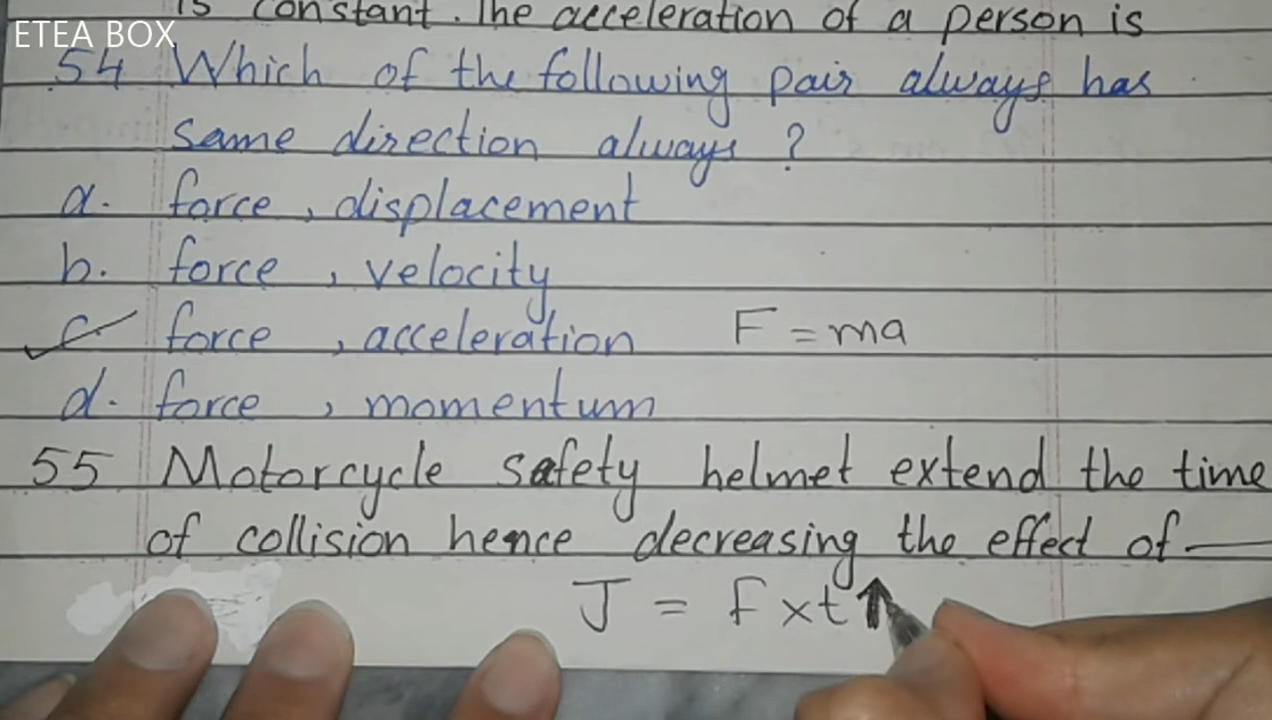 is constant. The acceleration of a person is
ETEA BOX
54 Which of the following pair always has
same direction always ?
a. force , displacement
b. force , velocity
c. force , acceleration F = ma
d. force , momentum
55 Motorcycle safety helmet extend the time
of collision hence decreasing the effect of —
J = F × t ↑